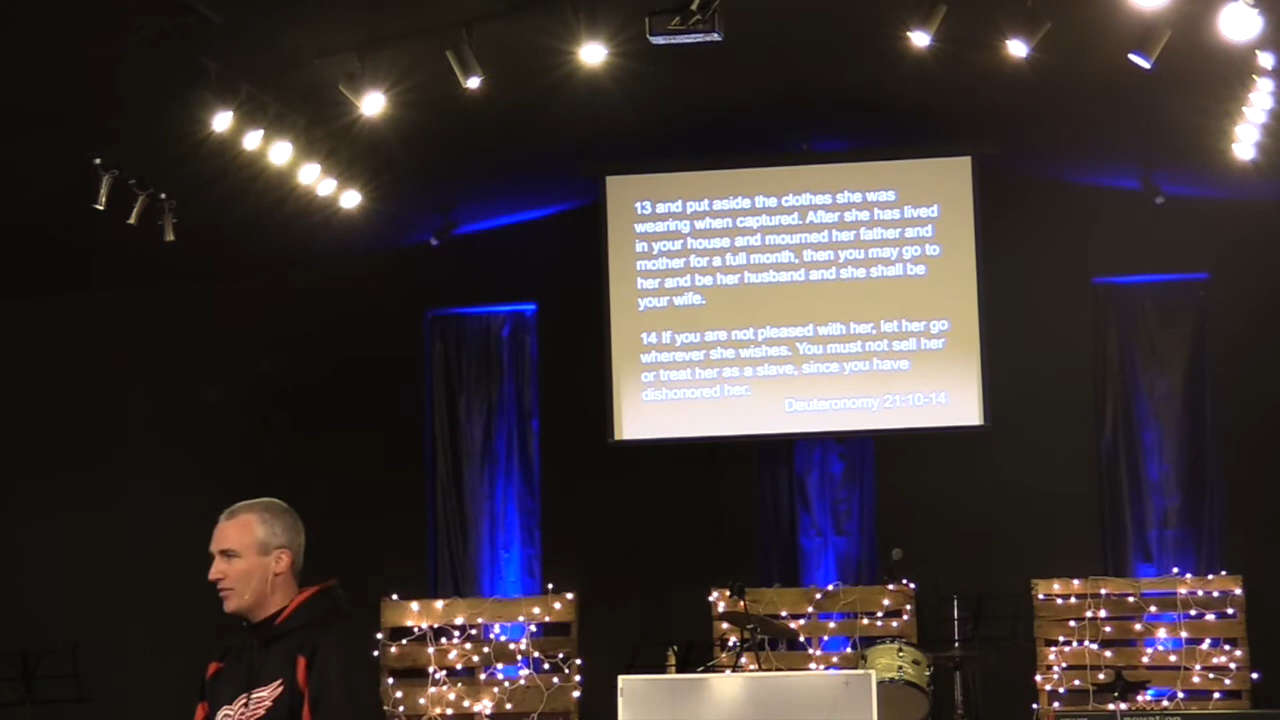 13 and put aside the clothes she was
wearing when captured. After she has lived
in your house and mourned her father and
mother for a full month, then you may go to
her and be her husband and she shall be
your wife.
14 If you are not pleased with her, let her go
wherever she wishes. You must not sell her
or treat her as a slave, since you have
dishonored her.
Deuteronomy 21:10-14